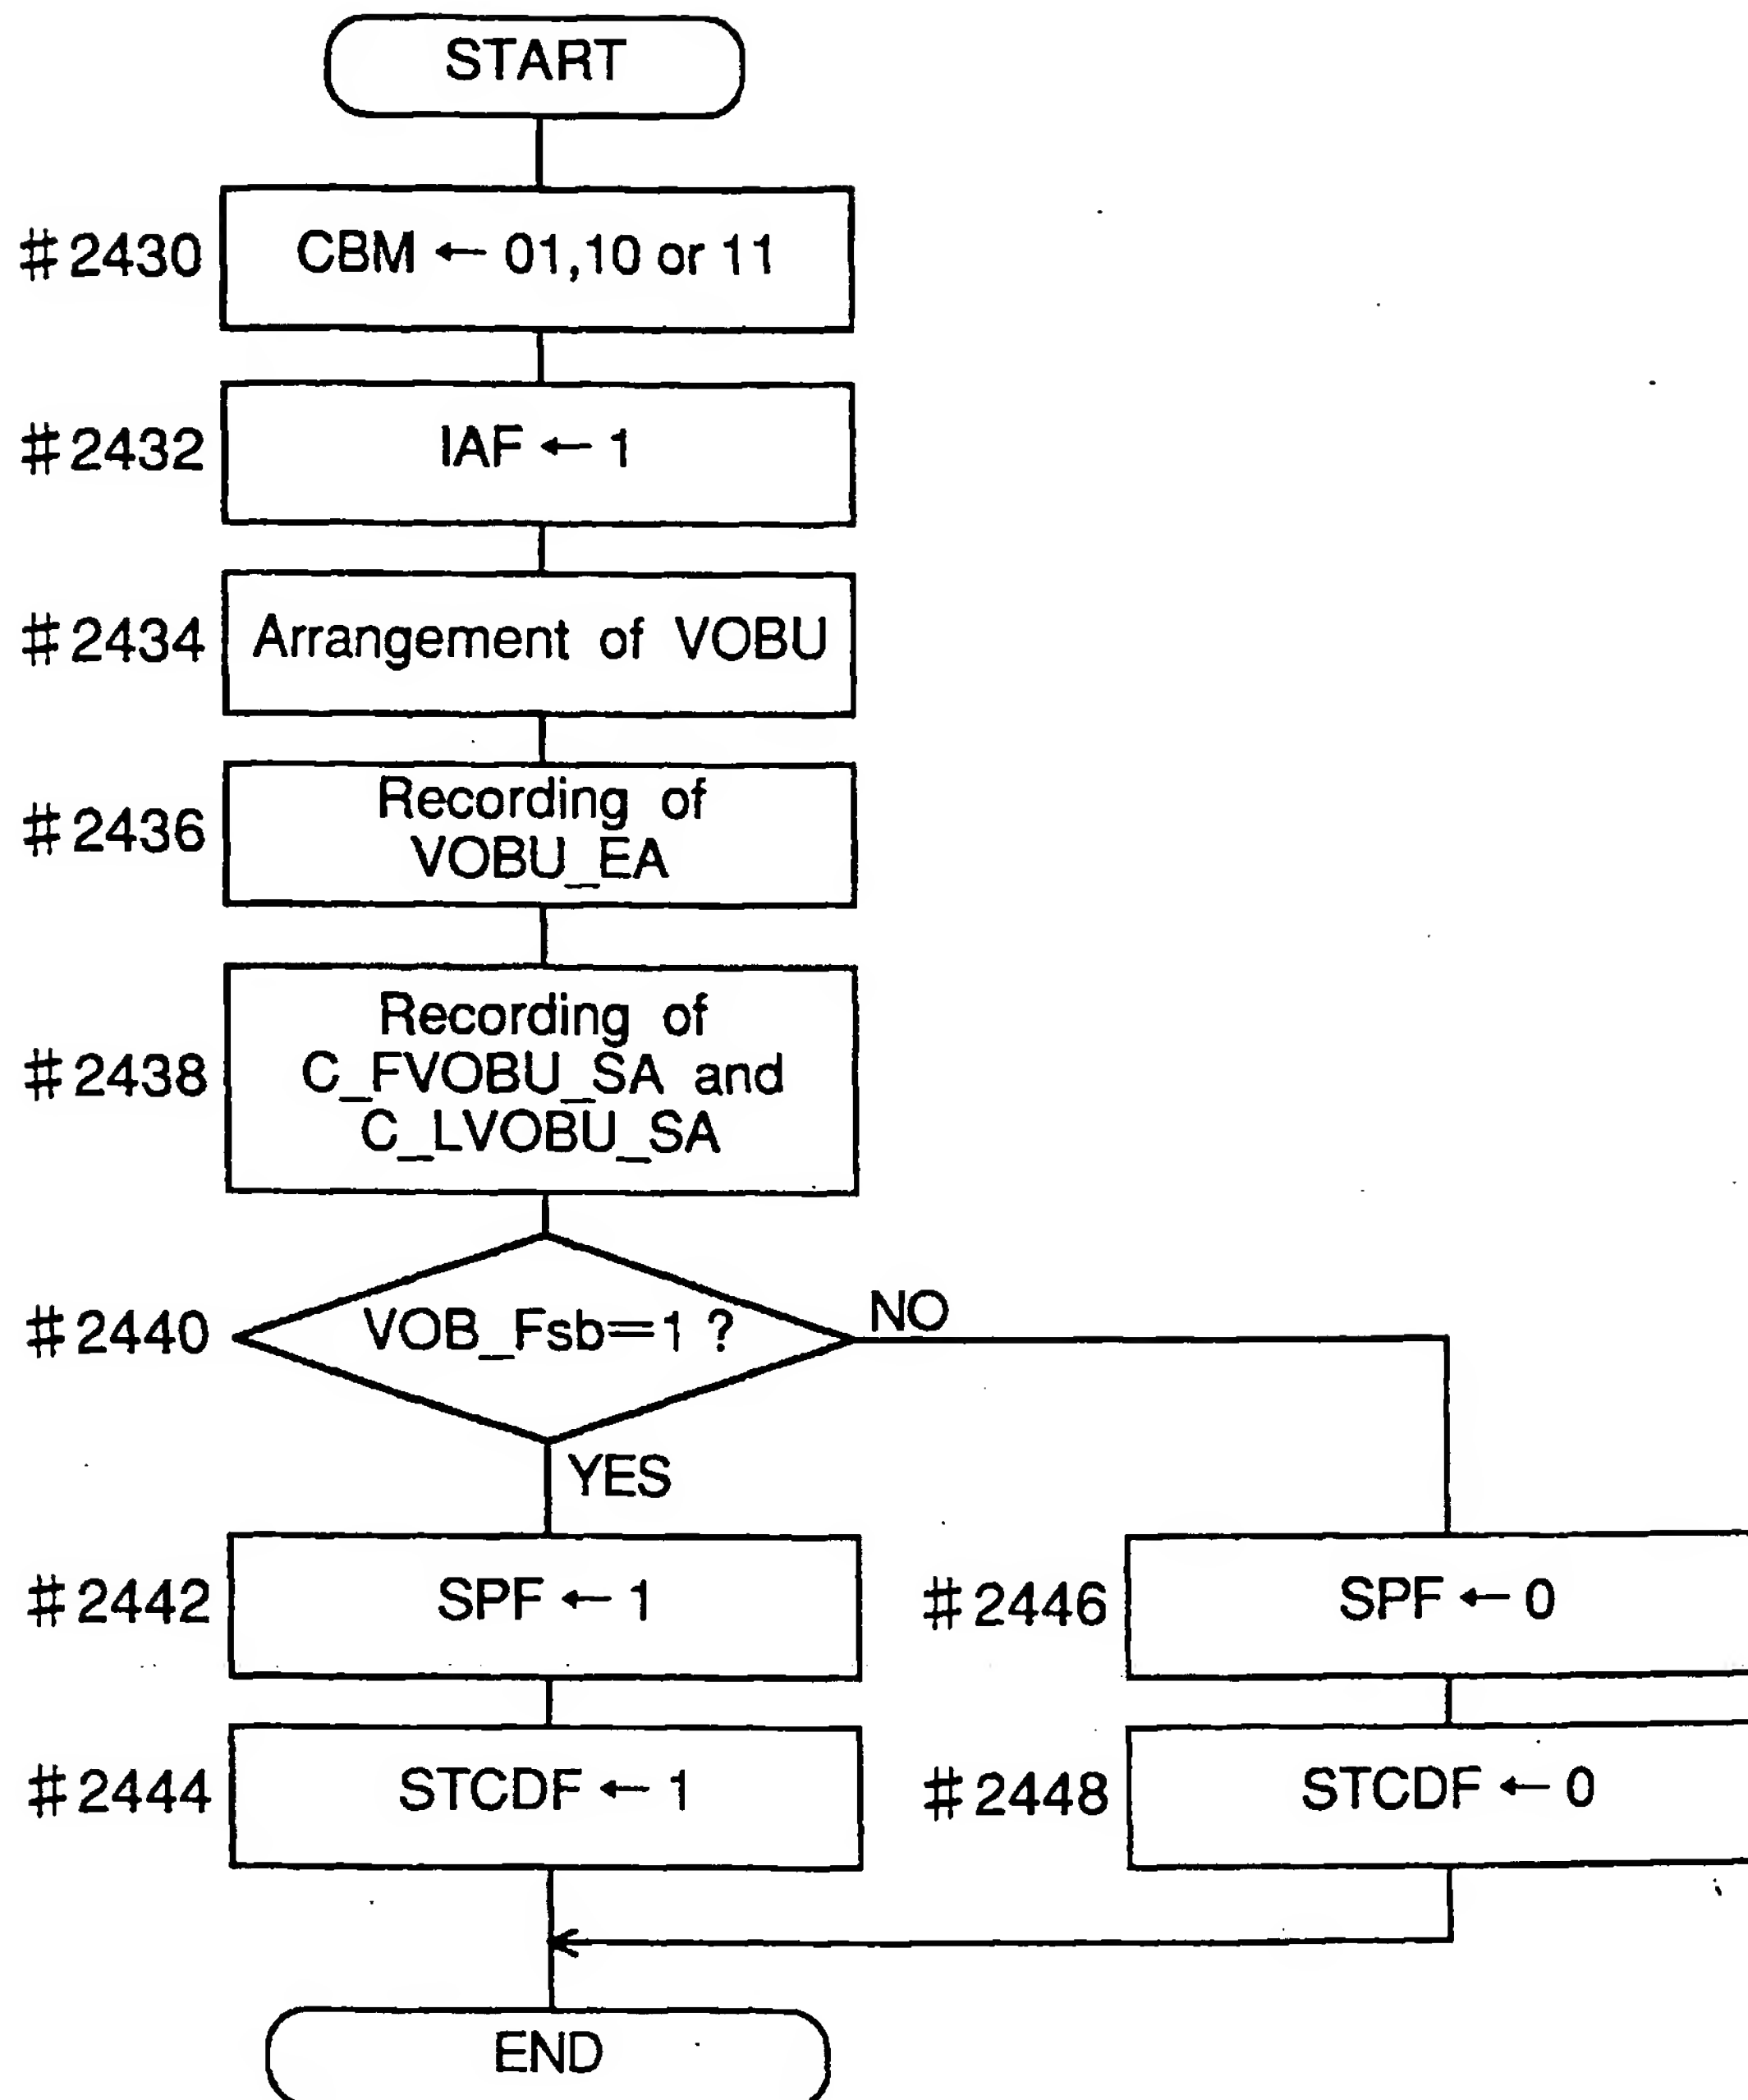 START
#2430
CBM ← 01,10 or 11
#2432
IAF ← 1
#2434
Arrangement of VOBU
#2436
Recording of
VOBU_EA
#2438
Recording of
C_FVOBU_SA and
C_LVOBU_SA
#2440
VOB_Fsb=1 ?
NO
YES
#2442
SPF ← 1
#2446
SPF ← 0
#2444
STCDF ← 1
#2448
STCDF ← 0
END